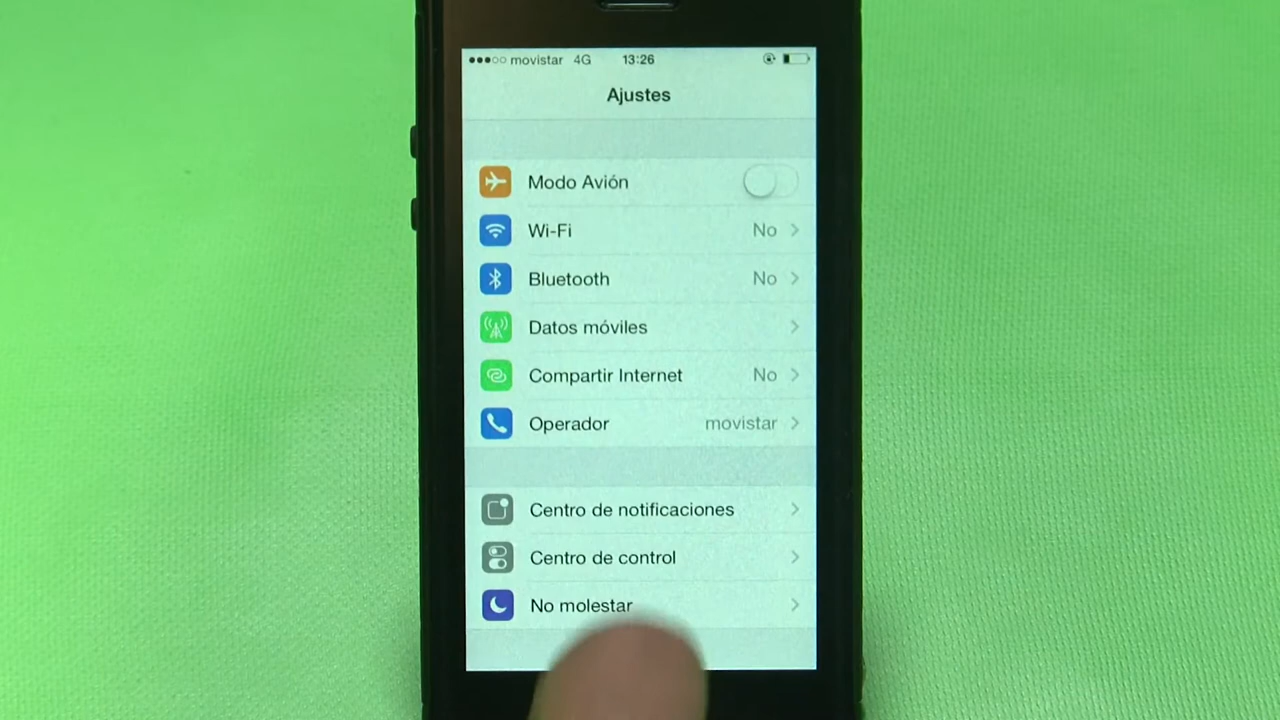 movistar 4G 13:26
Ajustes
Modo Avión
Wi-Fi No
Bluetooth No
Datos móviles
Compartir Internet No
Operador movistar
Centro de notificaciones
Centro de control
No molestar